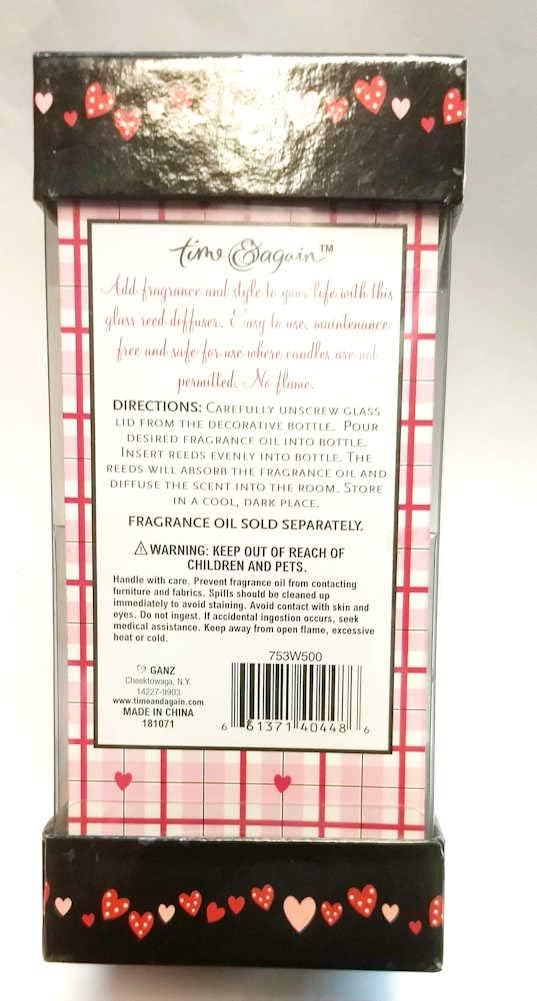 time & again™
Add fragrance and style to your life with this
glass reed diffuser. Easy to use, maintenance
free and safe for use where candles are not
permitted. No flame.
DIRECTIONS: CAREFULLY UNSCREW GLASS
LID FROM THE DECORATIVE BOTTLE. POUR
DESIRED FRAGRANCE OIL INTO BOTTLE.
INSERT REEDS EVENLY INTO BOTTLE. THE
REEDS WILL ABSORB THE FRAGRANCE OIL AND
DIFFUSE THE SCENT INTO THE ROOM. STORE
IN A COOL, DARK PLACE.
FRAGRANCE OIL SOLD SEPARATELY.
⚠WARNING: KEEP OUT OF REACH OF
CHILDREN AND PETS.
Handle with care. Prevent fragrance oil from contacting
furniture and fabrics. Spills should be cleaned up
immediately to avoid staining. Avoid contact with skin and
eyes. Do not ingest. If accidental ingestion occurs, seek
medical assistance. Keep away from open flame, excessive
heat or cold.
GANZ
Cheektowaga, N.Y.
14227-9903
www.timeandagain.com
MADE IN CHINA
181071
753W500
6 61371 40448 6